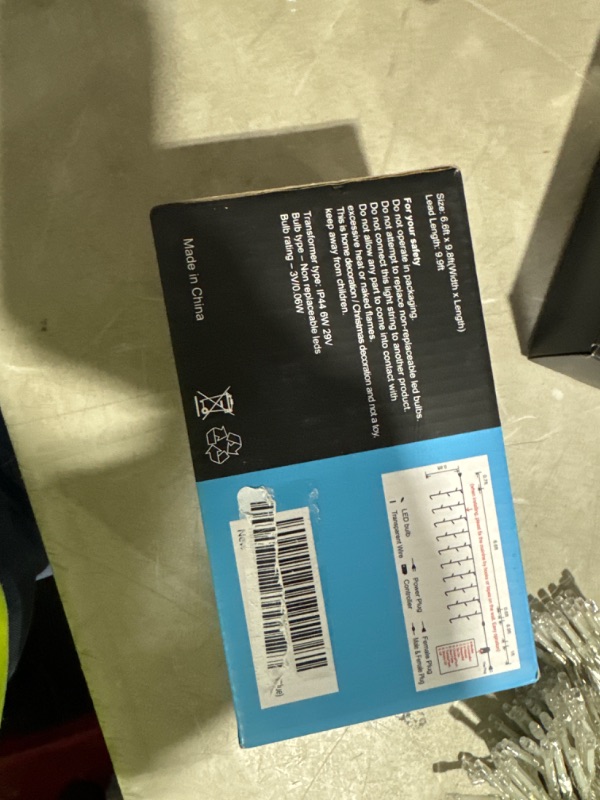 Size: 6.6ft x 9.8ft(Width x Length)
Lead Length: 9.9ft
For your safety
Do not operate in packaging.
Do not attempt to replace non-replaceable led bulbs.
Do not connect this light string to another product.
Do not allow any part to come into contact with
excessive heat or naked flames.
This is home decoration / Christmas decoration and not a toy,
keep away from children.
Transformer type: IP44 6W 29V
Bulb type – Non replaceable leds
Bulb rating – 3V/0.06W
Made in China
LED bulb
Power Plug
Female Plug
Transparent Wire
Controller
Male & Female Plug
New